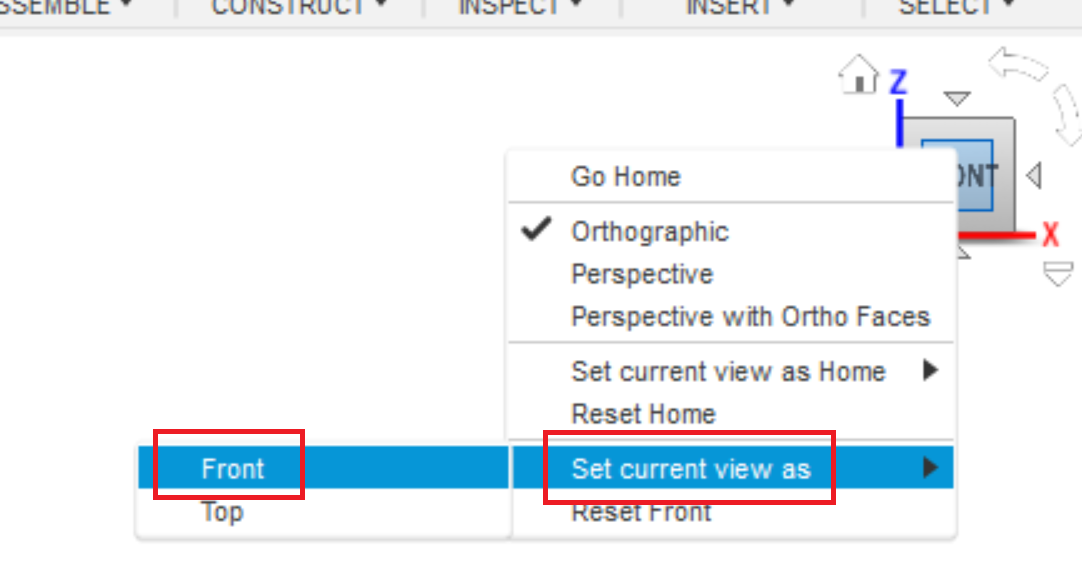 SSEMBLE CONSTRUCT INSPECT INSERT SELECT
Z
Go Home
ONT
Orthographic
X
Perspective
Perspective with Ortho Faces
Set current view as Home
Reset Home
Front
Set current view as
Top
Reset Front